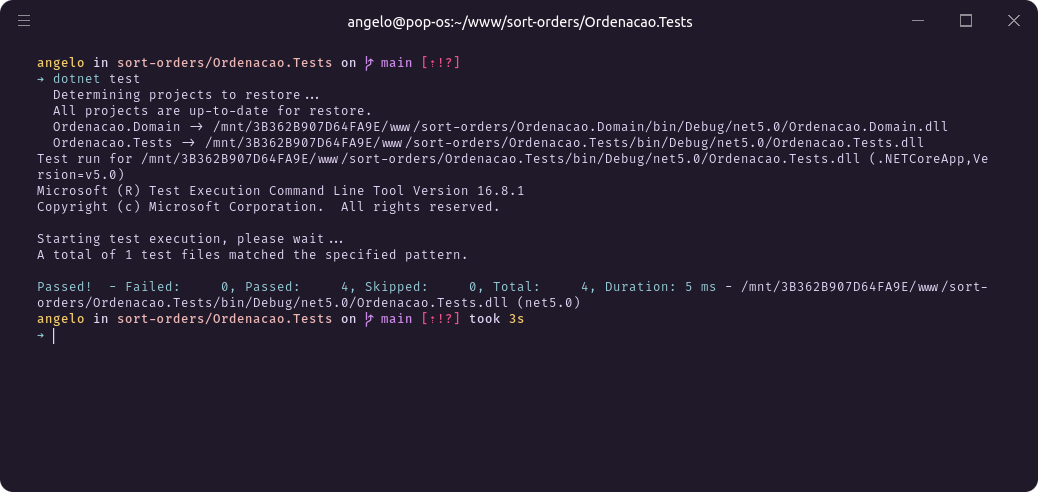 angelo@pop-os:~/www/sort-orders/Ordenacao.Tests
angelo in sort-orders/Ordenacao.Tests on main [↑!?]
→ dotnet test
Determining projects to restore...
All projects are up-to-date for restore.
Ordenacao.Domain -> /mnt/3B362B907D64FA9E/www/sort-orders/Ordenacao.Domain/bin/Debug/net5.0/Ordenacao.Domain.dll
Ordenacao.Tests -> /mnt/3B362B907D64FA9E/www/sort-orders/Ordenacao.Tests/bin/Debug/net5.0/Ordenacao.Tests.dll
Test run for /mnt/3B362B907D64FA9E/www/sort-orders/Ordenacao.Tests/bin/Debug/net5.0/Ordenacao.Tests.dll (.NETCoreApp,Ve
rsion=v5.0)
Microsoft (R) Test Execution Command Line Tool Version 16.8.1
Copyright (c) Microsoft Corporation.  All rights reserved.
Starting test execution, please wait...
A total of 1 test files matched the specified pattern.
Passed!  - Failed:     0, Passed:     4, Skipped:     0, Total:     4, Duration: 5 ms - /mnt/3B362B907D64FA9E/www/sort-
orders/Ordenacao.Tests/bin/Debug/net5.0/Ordenacao.Tests.dll (net5.0)
angelo in sort-orders/Ordenacao.Tests on main [↑!?] took 3s
→